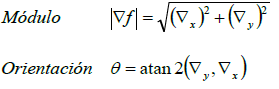 Módulo |∇f| = √((∇x)² + (∇y)²)
Orientación θ = atan 2(∇y, ∇x)